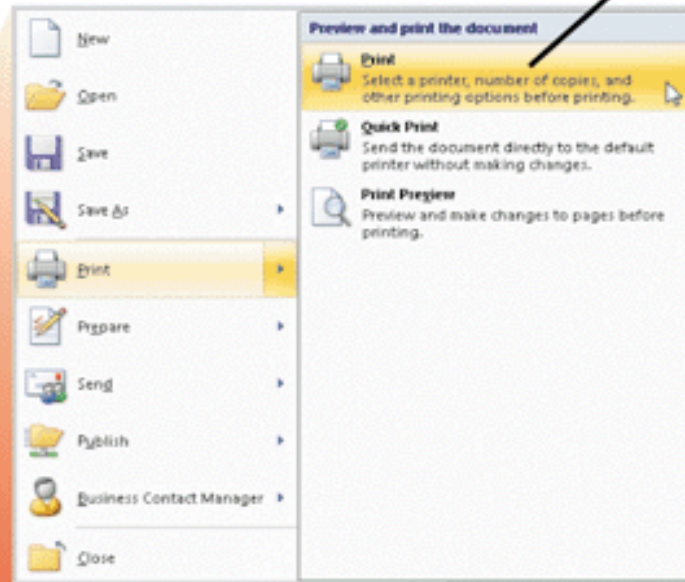 New
Open
Save
Save As
Print
Prepare
Send
Publish
Business Contact Manager
Close
Preview and print the document
Print
Select a printer, number of copies, and
other printing options before printing.
Quick Print
Send the document directly to the default
printer without making changes.
Print Preview
Preview and make changes to pages before
printing.